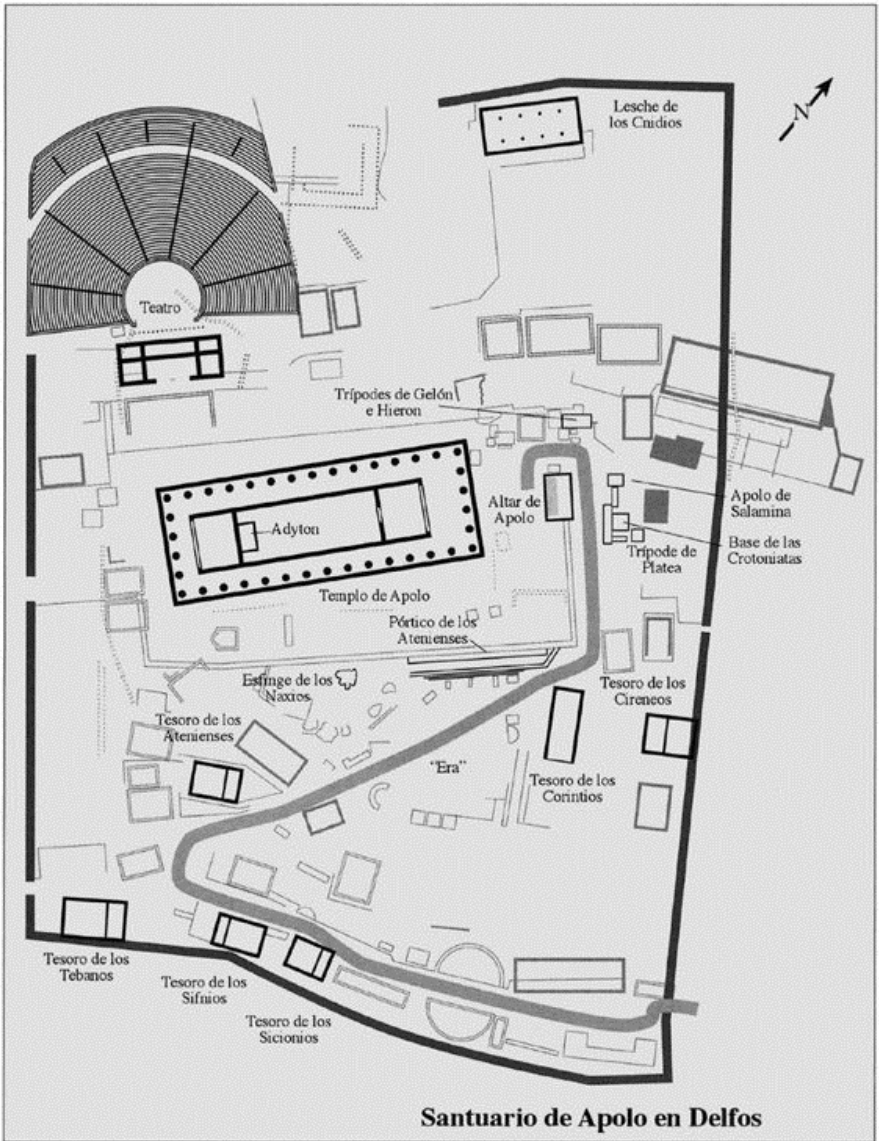 Lesche de
los Cnidios
N
Teatro
Trípodes de Gelón
e Hieron
Altar de
Apolo
Apolo de
Salamina
Adyton
Base de las
Crotoniatas
Trípode de
Platea
Templo de Apolo
Pórtico de los
Atenienses
Esfinge de los
Naxios
Tesoro de los
Cireneos
Tesoro de los
Atenienses
"Era"
Tesoro de los
Corintios
Tesoro de los
Tebanos
Tesoro de los
Sifnios
Tesoro de los
Sicionios
Santuario de Apolo en Delfos